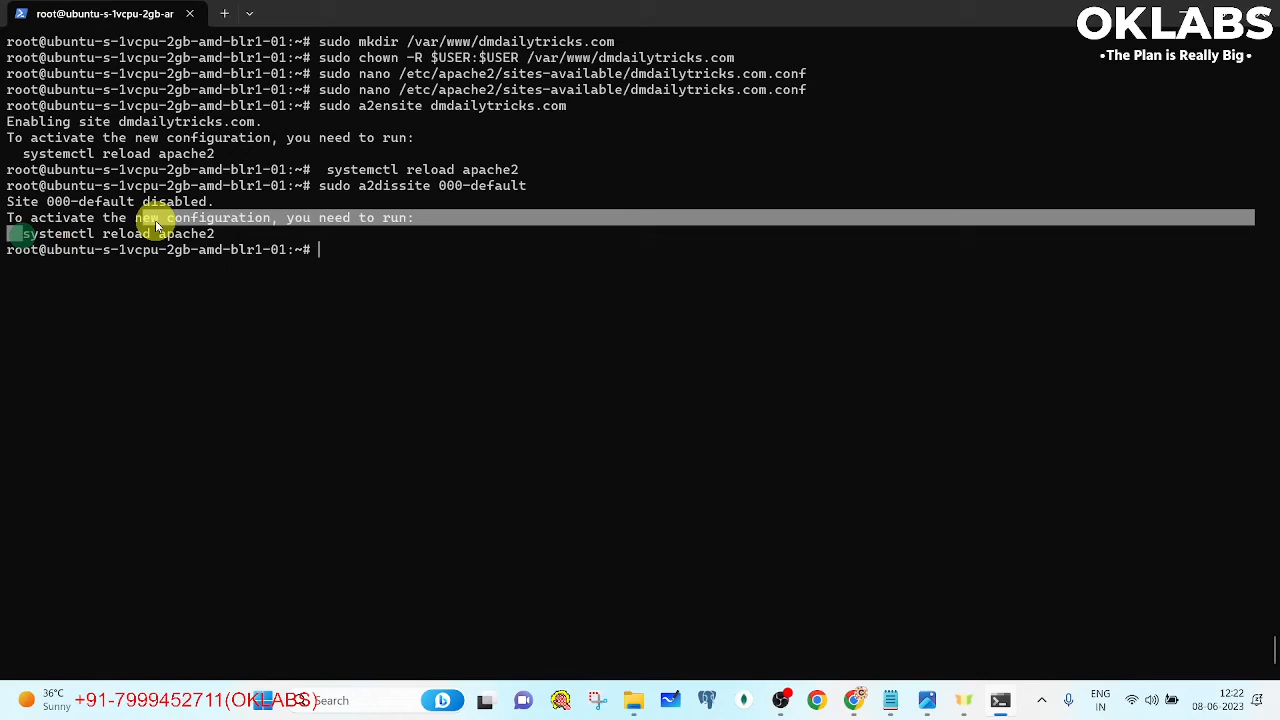 root@ubuntu-s-1vcpu-2gb-ar
OKLABS
•The Plan is Really Big•
root@ubuntu-s-1vcpu-2gb-amd-blr1-01:~# sudo mkdir /var/www/dmdailytricks.com
root@ubuntu-s-1vcpu-2gb-amd-blr1-01:~# sudo chown -R $USER:$USER /var/www/dmdailytricks.com
root@ubuntu-s-1vcpu-2gb-amd-blr1-01:~# sudo nano /etc/apache2/sites-available/dmdailytricks.com.conf
root@ubuntu-s-1vcpu-2gb-amd-blr1-01:~# sudo nano /etc/apache2/sites-available/dmdailytricks.com.conf
root@ubuntu-s-1vcpu-2gb-amd-blr1-01:~# sudo a2ensite dmdailytricks.com
Enabling site dmdailytricks.com.
To activate the new configuration, you need to run:
  systemctl reload apache2
root@ubuntu-s-1vcpu-2gb-amd-blr1-01:~#  systemctl reload apache2
root@ubuntu-s-1vcpu-2gb-amd-blr1-01:~# sudo a2dissite 000-default
Site 000-default disabled.
To activate the new configuration, you need to run:
  systemctl reload apache2
root@ubuntu-s-1vcpu-2gb-amd-blr1-01:~#
36°C
Sunny
+91-7999452711(OKLABS)
Search
ENG
IN
12:22
08-06-2023